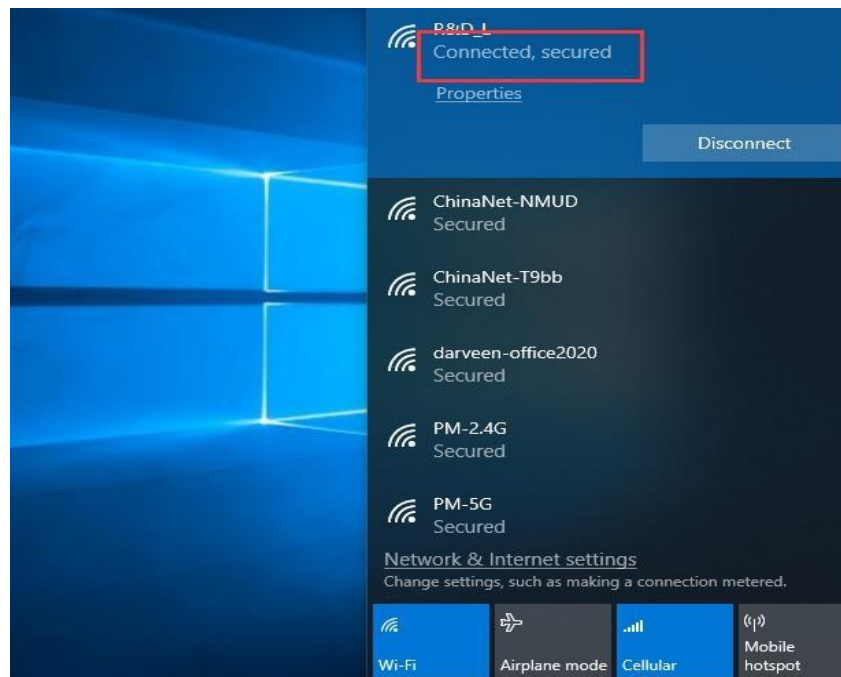 R&D_L
Connected, secured
Properties
Disconnect
ChinaNet-NMUD
Secured
ChinaNet-T9bb
Secured
darveen-office2020
Secured
PM-2.4G
Secured
PM-5G
Secured
Network & Internet settings
Change settings, such as making a connection metered.
Wi-Fi
Airplane mode
Cellular
Mobile
hotspot